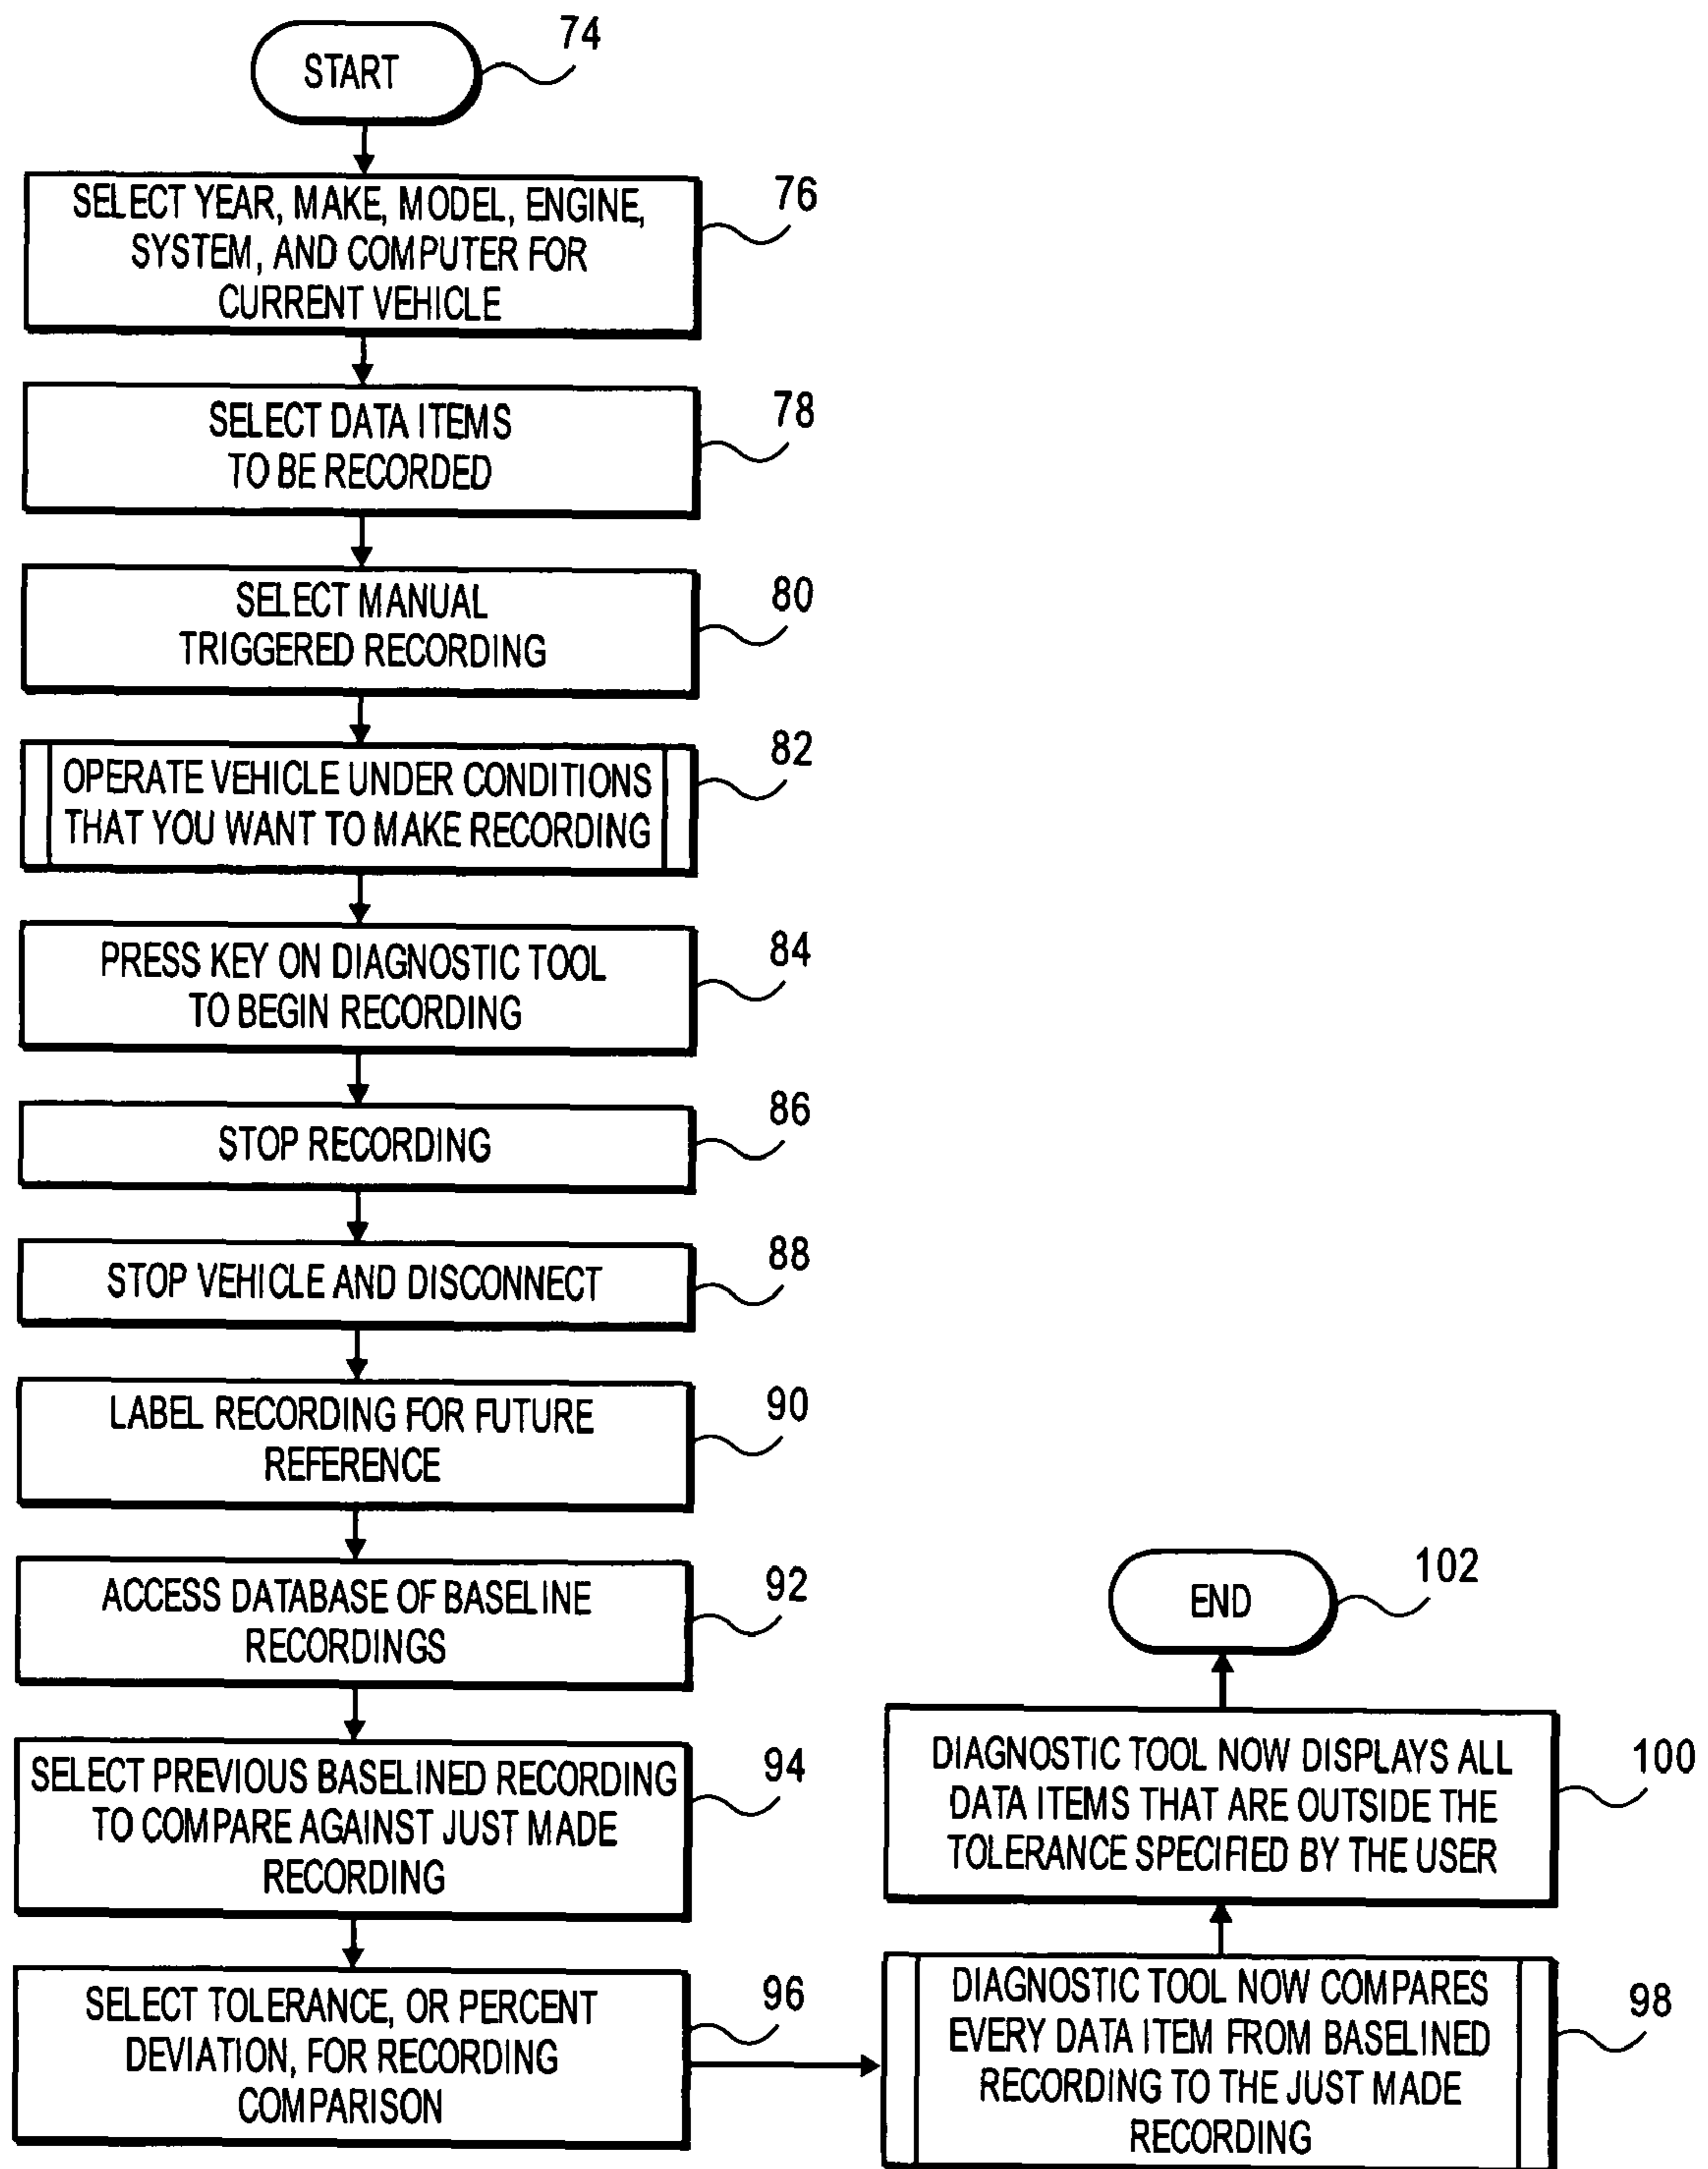 START
74
SELECT YEAR, MAKE, MODEL, ENGINE,
SYSTEM, AND COMPUTER FOR
CURRENT VEHICLE
76
SELECT DATA ITEMS
TO BE RECORDED
78
SELECT MANUAL
TRIGGERED RECORDING
80
OPERATE VEHICLE UNDER CONDITIONS
THAT YOU WANT TO MAKE RECORDING
82
PRESS KEY ON DIAGNOSTIC TOOL
TO BEGIN RECORDING
84
STOP RECORDING
86
STOP VEHICLE AND DISCONNECT
88
LABEL RECORDING FOR FUTURE
REFERENCE
90
ACCESS DATABASE OF BASELINE
RECORDINGS
92
SELECT PREVIOUS BASELINED RECORDING
TO COMPARE AGAINST JUST MADE
RECORDING
94
SELECT TOLERANCE, OR PERCENT
DEVIATION, FOR RECORDING
COMPARISON
96
DIAGNOSTIC TOOL NOW COMPARES
EVERY DATA ITEM FROM BASELINED
RECORDING TO THE JUST MADE
RECORDING
98
DIAGNOSTIC TOOL NOW DISPLAYS ALL
DATA ITEMS THAT ARE OUTSIDE THE
TOLERANCE SPECIFIED BY THE USER
100
END
102